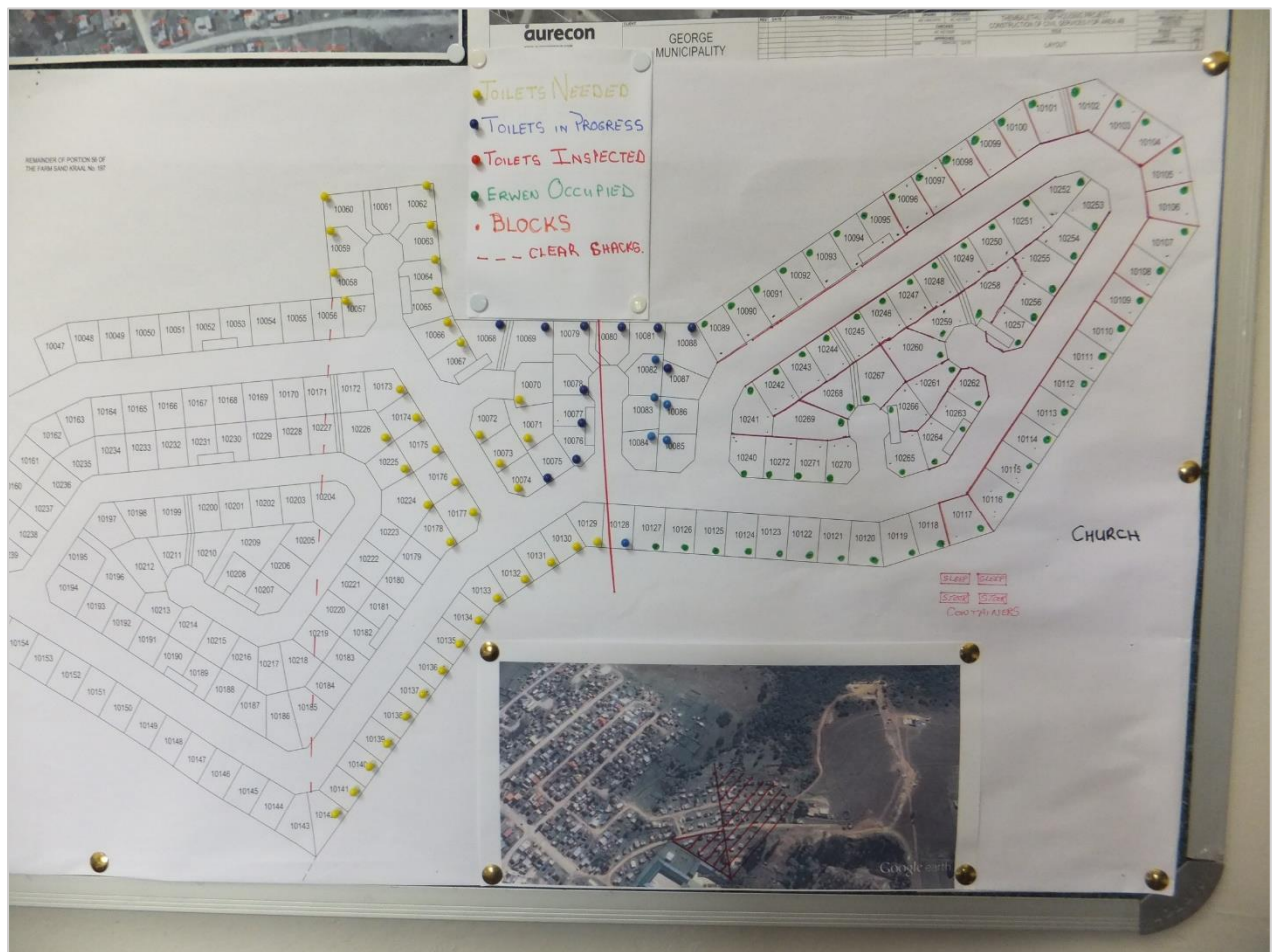 aurecon
CLIENT
GEORGE
MUNICIPALITY
LAYOUT
TOILETS NEEDED
TOILETS IN PROGRESS
TOILETS INSPECTED
ERWEN OCCUPIED
BLOCKS
CLEAR SHACKS.
REMAINDER OF PORTION 58 OF
THE FARM SAND KRAAL No. 197
10101 10102
10100 10103
10099 10104
10098 10105
10097 10106
10096 10107
10095 10108
10094 10109
10093 10110
10092 10111
10091 10112
10090 10113
10089 10114
10115
10116
10117
10252
10251 10253
10250 10254
10249 10255
10248 10258 10256
10247 10259 10257
10246 10260
10245 10267 10261 10262
10244 10268 10266 10263
10243 10269 10264
10242 10265
10241
10240 10272 10271 10270
10060 10061 10062
10059 10063
10058 10064
10057 10065
10066
10067
10047 10048 10049 10050 10051 10052 10053 10054 10055 10056
10068 10069 10079 10080 10081 10088
10082 10087
10083 10086
10084 10085
10070 10078
10072 10071 10077
10073 10076
10074 10075
10163 10164 10165 10166 10167 10168 10169 10170 10171 10172 10173
10162 10174
10161 10175
10160 10176
10177
10178
10235 10234 10233 10232 10231 10230 10229 10228 10227 10226
10236 10225
10238 10224
10223 10179
10222 10180
10221 10181
10220 10182
10219 10183
10197 10198 10199 10200 10201 10202 10203 10204
10195 10196 10212 10211 10210 10209 10205
10194 10208 10206
10193 10213 10207
10192 10214
10191 10215
10190 10216 10217 10218
10189 10184
10188 10187 10186 10185
10154 10153 10152 10151 10150 10149 10148 10147 10146 10145 10144 10143
10129 10128 10127 10126 10125 10124 10123 10122 10121 10120 10119 10118
10130
10131
10132
10133
10134
10135
10136
10137
10138
10139
10140
10141
10142
CHURCH
CONTAINERS
Google earth